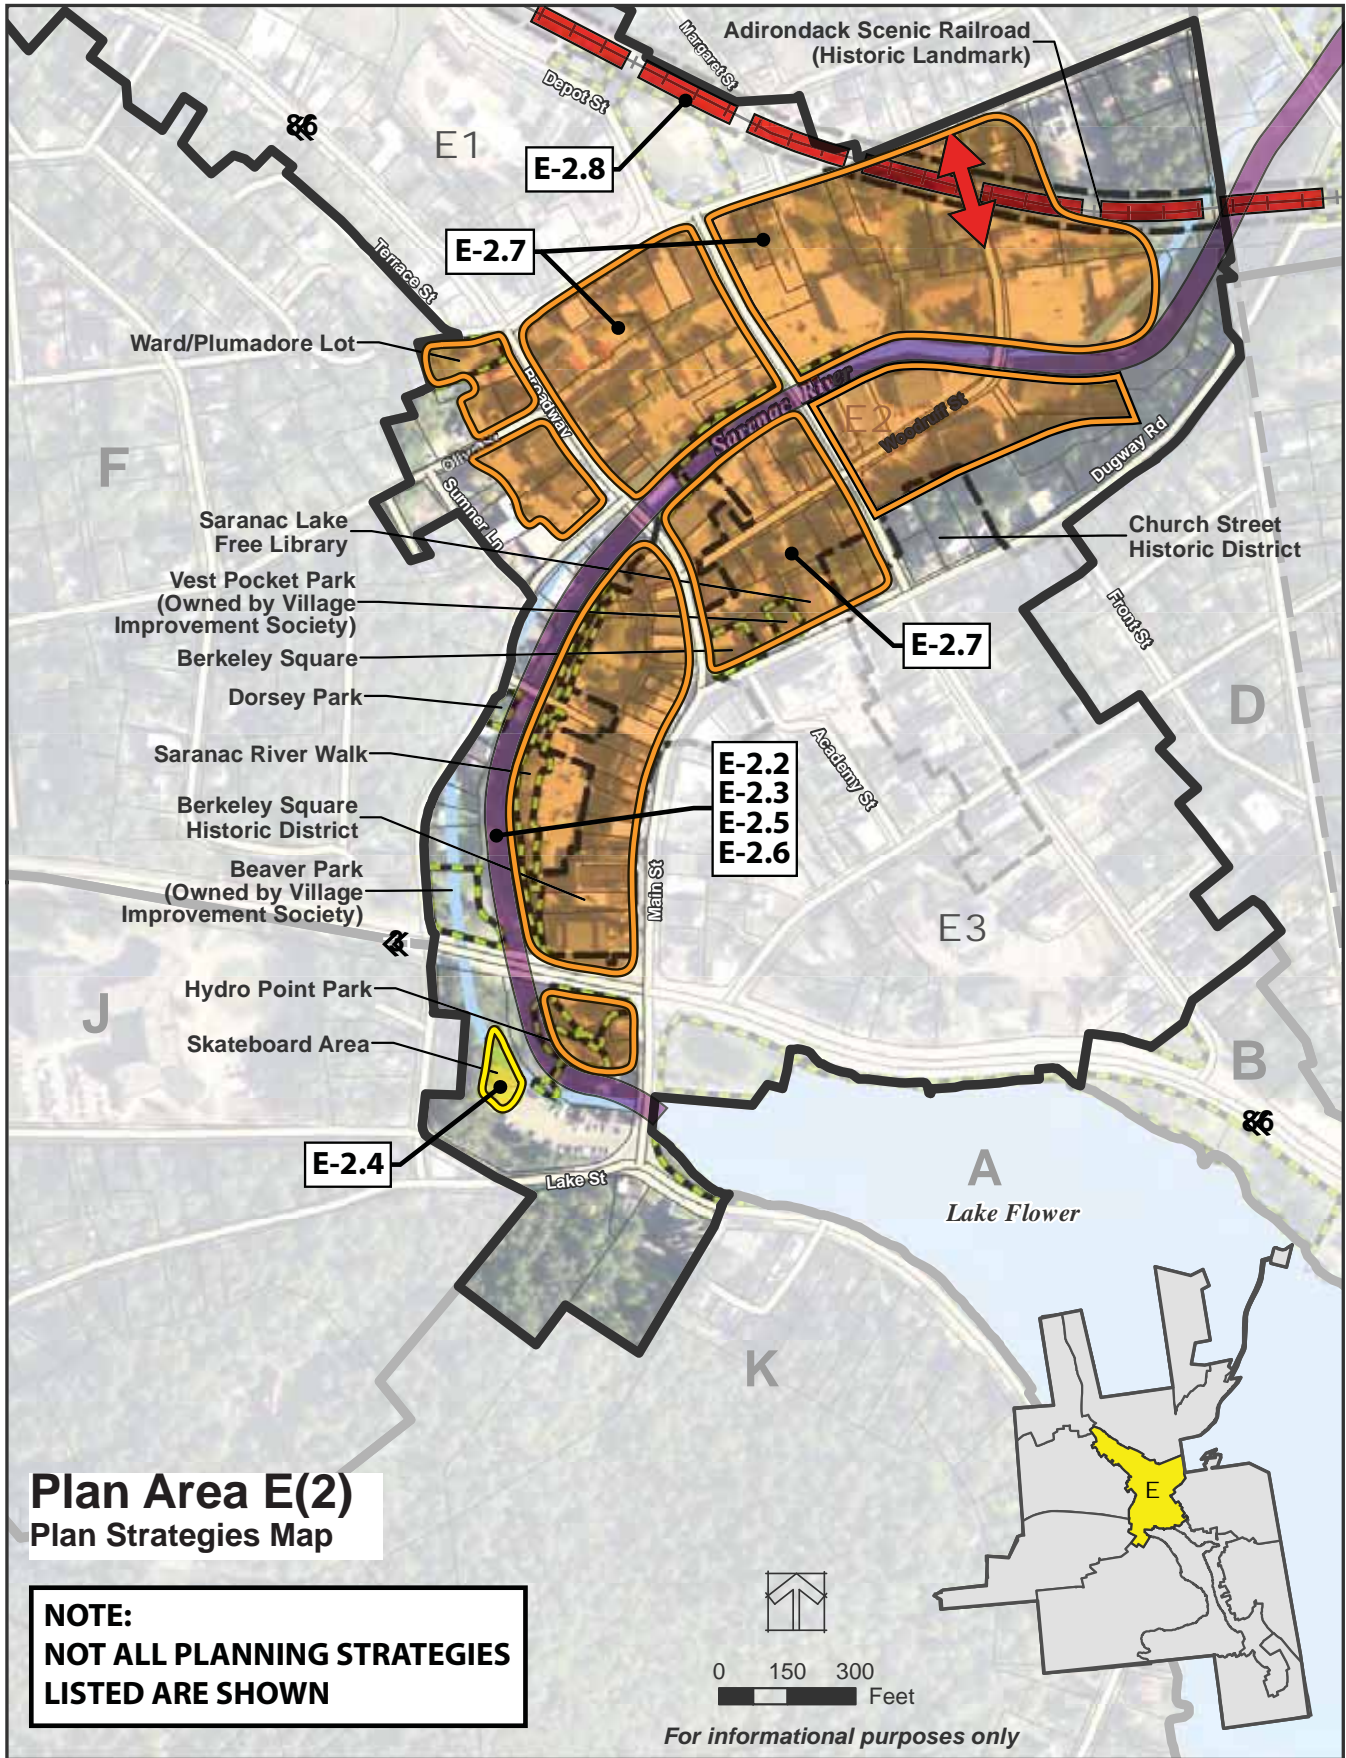 Adirondack Scenic Railroad
(Historic Landmark)
Margaret St
Depot St
86
E1
E-2.8
E-2.7
Terrace St
Ward/Plumadore Lot
Broadway
Saranac River
E2
Woodruff St
Dugway Rd
F
Sumner Ln
Saranac Lake
Free Library
Church Street
Historic District
Vest Pocket Park
(Owned by Village
Improvement Society)
Front St
E-2.7
Berkeley Square
Dorsey Park
D
Saranac River Walk
Academy St
E-2.2
E-2.3
E-2.5
E-2.6
Berkeley Square
Historic District
Beaver Park
(Owned by Village
Improvement Society)
Main St
E3
3
Hydro Point Park
J
Skateboard Area
B
86
E-2.4
Lake St
A
Lake Flower
K
E
Plan Area E(2)
Plan Strategies Map
NOTE:
NOT ALL PLANNING STRATEGIES
LISTED ARE SHOWN
0 150 300
Feet
For informational purposes only